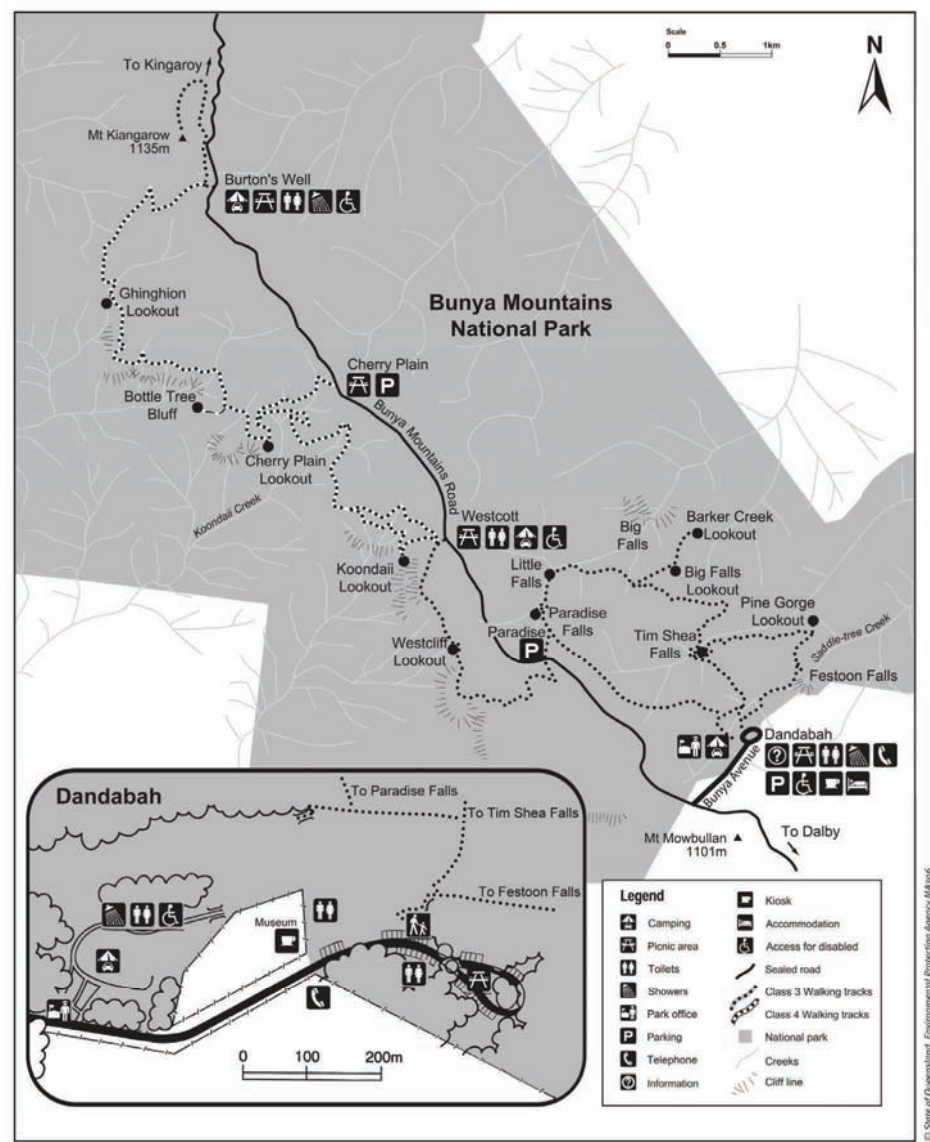 Scale
0 0.5 1km
N
To Kingaroy
Mt Kiangarow
1135m
Burton's Well
Ghinghion
Lookout
Bunya Mountains
National Park
Cherry Plain
P
Bottle Tree
Bluff
Bunya Mountains Road
Cherry Plain
Lookout
Koondaii Creek
Westcott
Big
Falls
Barker Creek
Lookout
Little
Falls
Koondaii
Lookout
Big Falls
Lookout
Pine Gorge
Lookout
Paradise
Falls
Paradise
P
Tim Shea
Falls
Saddle-tree Creek
Westcliff
Lookout
Festoon Falls
Dandabah
?
P
Bunya Avenue
Mt Mowbullan
1101m
To Dalby
Dandabah
To Paradise Falls
To Tim Shea Falls
To Festoon Falls
Museum
0 100 200m
Legend
Camping
Picnic area
Toilets
Showers
Park office
P Parking
Telephone
? Information
Kiosk
Accommodation
Access for disabled
Sealed road
Class 3 Walking tracks
Class 4 Walking tracks
National park
Creeks
Cliff line
© State of Queensland. Environmental Protection Agency